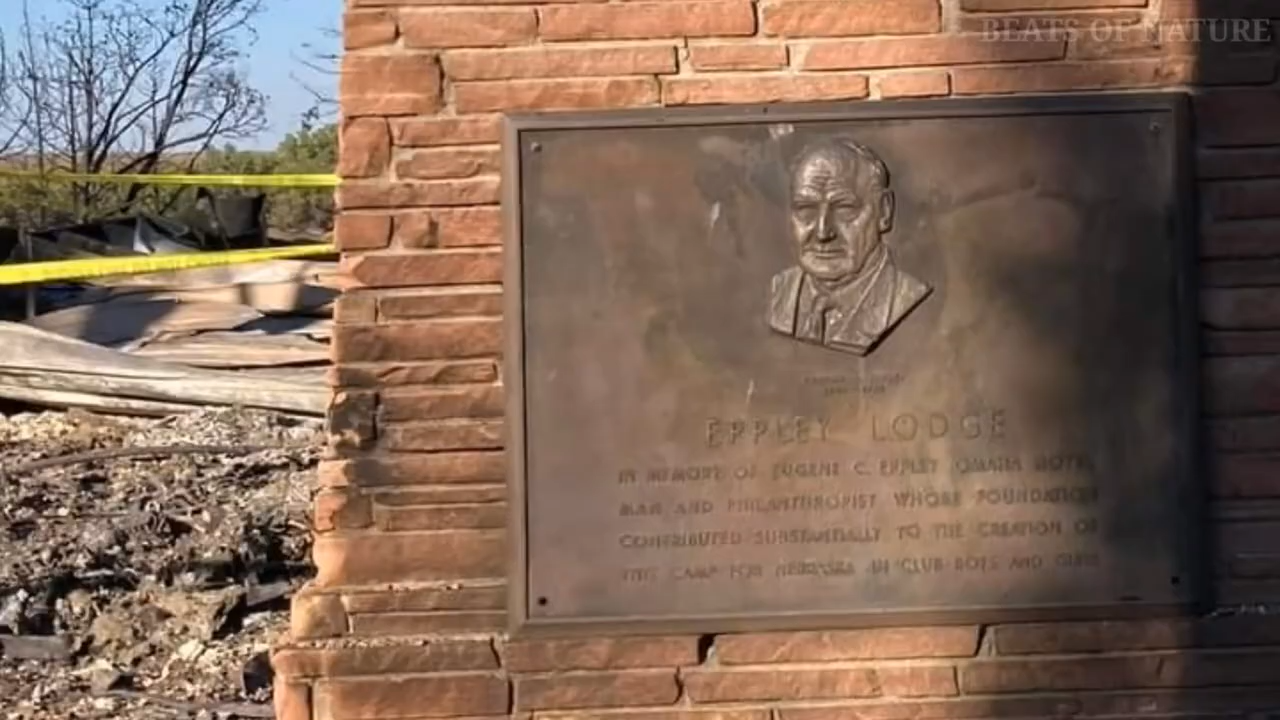 BEATS OF NATURE
EPPLEY LODGE
IN MEMORY OF EUGENE C. EPPLEY OMAHA HOTEL
MAN AND PHILANTHROPIST WHOSE FOUNDATION
CONTRIBUTED SUBSTANTIALLY TO THE CREATION OF
THIS CAMP FOR NEBRASKA 4-H CLUB BOYS AND GIRLS